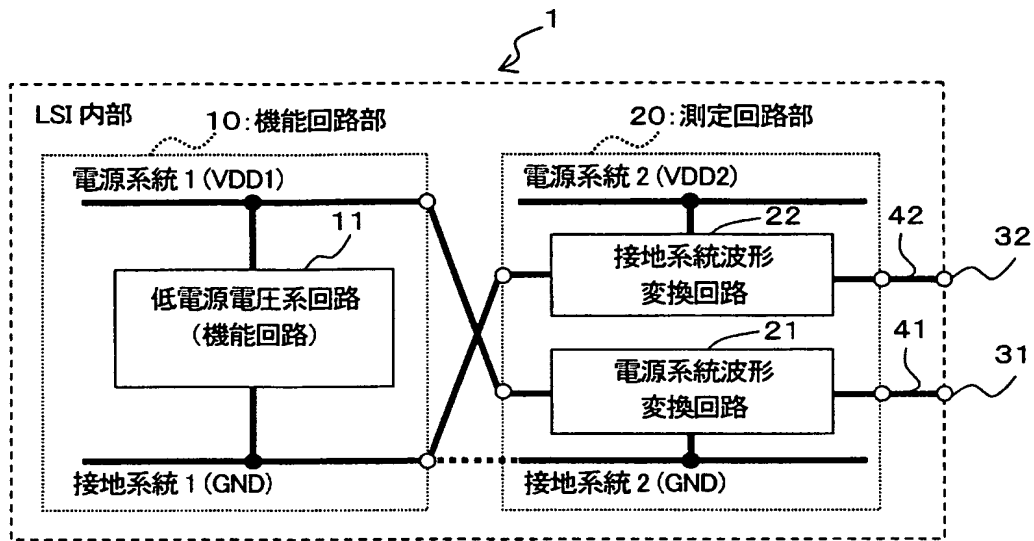 1
LSI 内部
10:機能回路部
20:測定回路部
電源系統 1 (VDD1)
電源系統 2 (VDD2)
11
22
42
32
低電源電圧系回路
(機能回路)
接地系統波形
変換回路
21
41
31
電源系統波形
変換回路
接地系統 1 (GND)
接地系統 2 (GND)